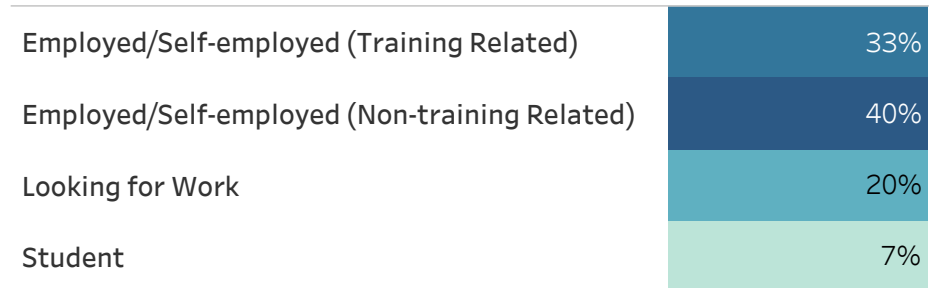 Employed/Self-employed (Training Related) 33%
Employed/Self-employed (Non-training Related) 40%
Looking for Work 20%
Student 7%